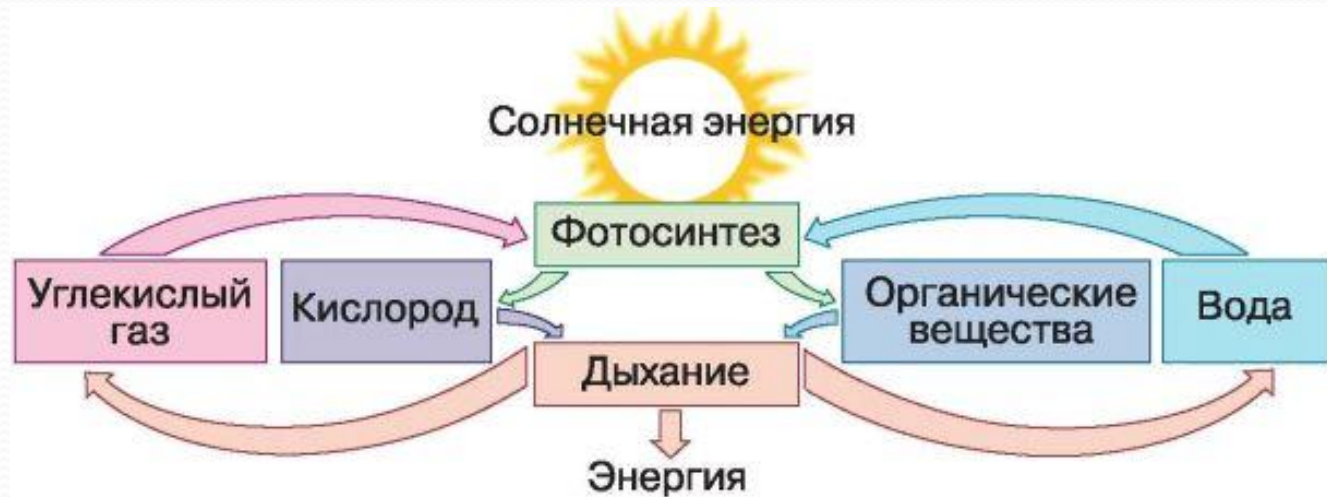 Солнечная энергия
Фотосинтез
Углекислый
газ
Кислород
Органические
вещества
Вода
Дыхание
Энергия